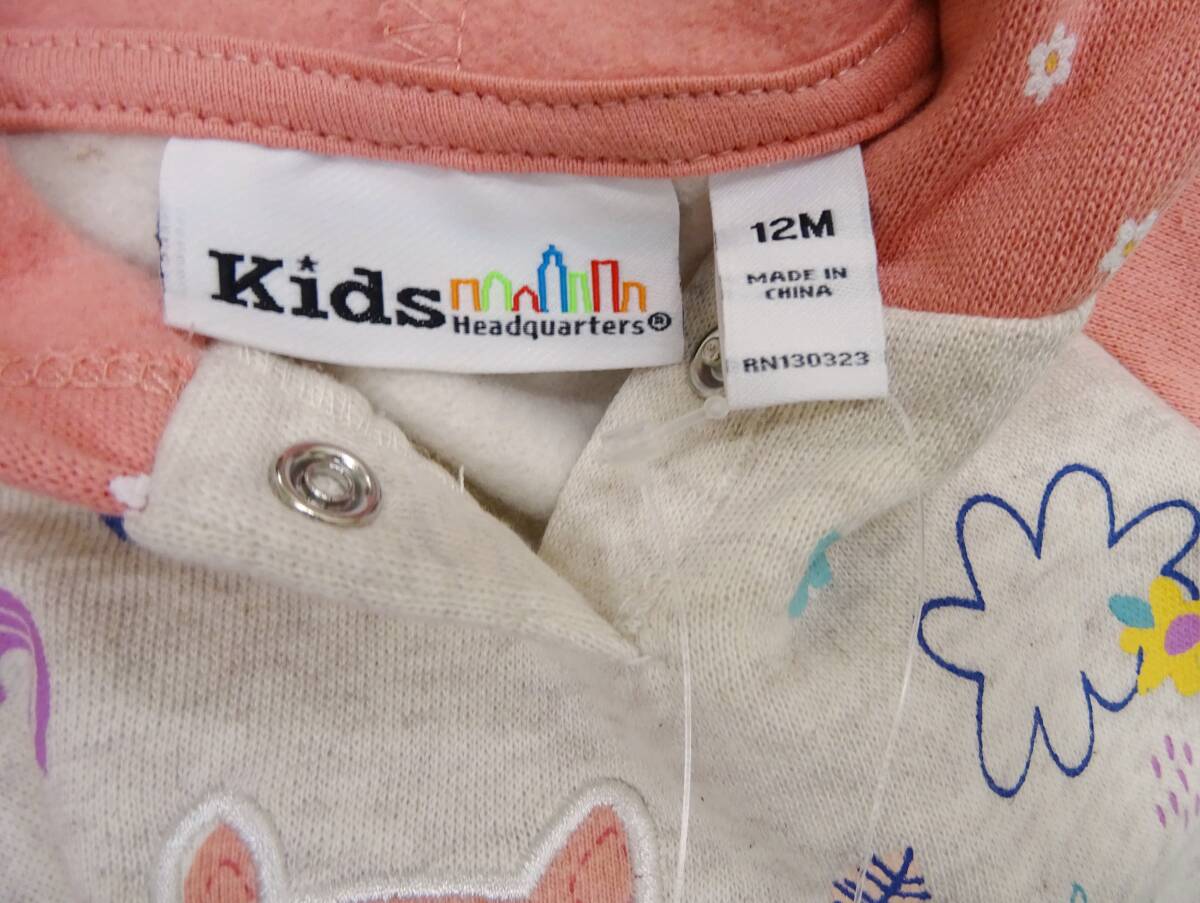 Kids
Headquarters®
12M
MADE IN
CHINA
RN130323